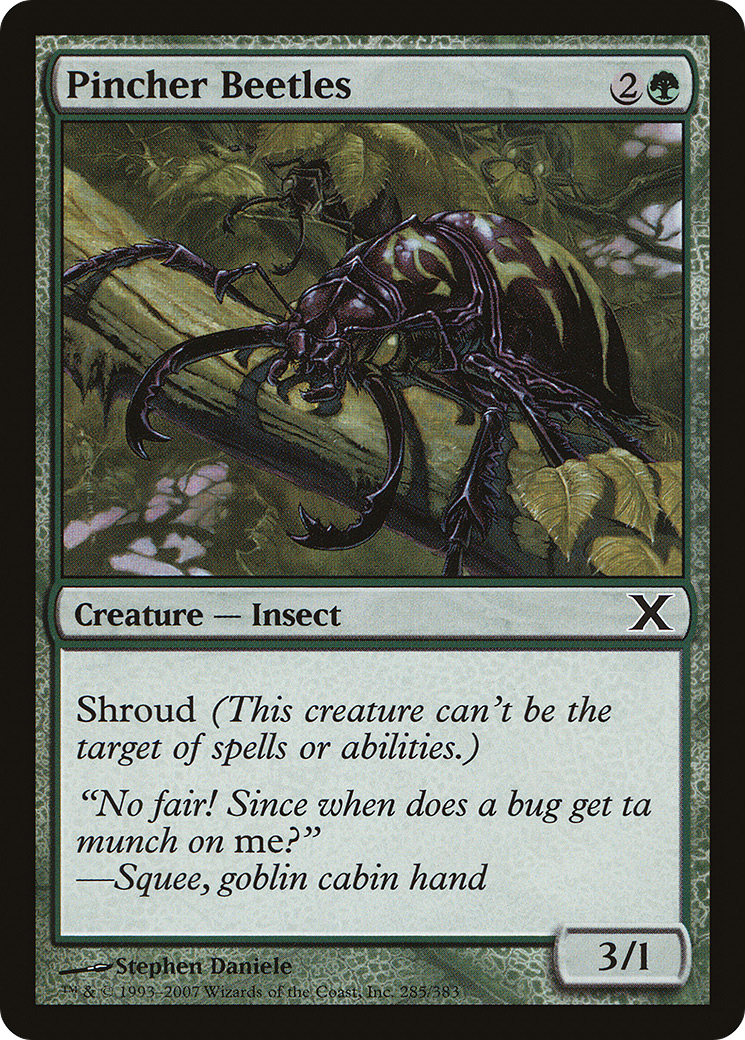 Pincher Beetles 2
Creature — Insect X
Shroud (This creature can't be the
target of spells or abilities.)
“No fair! Since when does a bug get ta
munch on me?”
—Squee, goblin cabin hand
3/1
Stephen Daniele
™ & © 1993–2007 Wizards of the Coast, Inc. 285/383